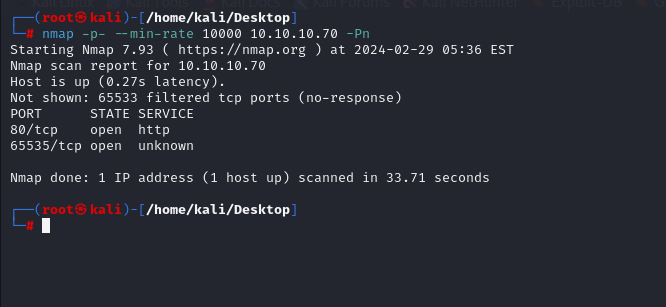 ┌──(root㉿kali)-[/home/kali/Desktop]
└─# nmap -p- --min-rate 10000 10.10.10.70 -Pn
Starting Nmap 7.93 ( https://nmap.org ) at 2024-02-29 05:36 EST
Nmap scan report for 10.10.10.70
Host is up (0.27s latency).
Not shown: 65533 filtered tcp ports (no-response)
PORT      STATE SERVICE
80/tcp    open  http
65535/tcp open  unknown
Nmap done: 1 IP address (1 host up) scanned in 33.71 seconds
┌──(root㉿kali)-[/home/kali/Desktop]
└─#